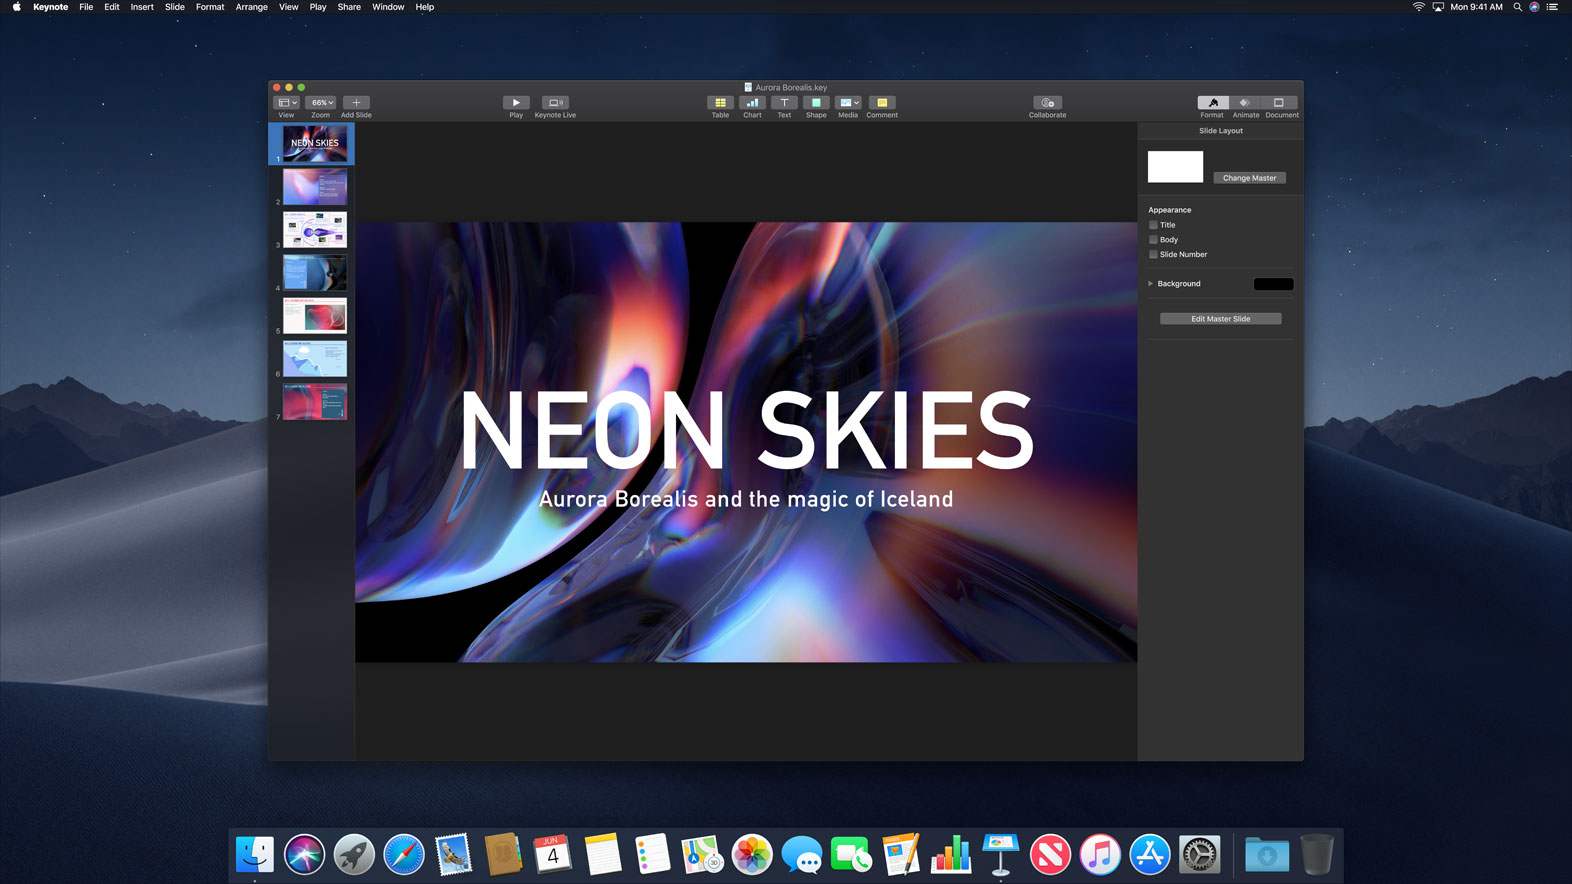 Keynote File Edit Insert Slide Format Arrange View Play Share Window Help Mon 9:41 AM
Aurora Borealis.key
66%
View Zoom Add Slide Play Keynote Live Table Chart Text Shape Media Comment Collaborate Format Animate Document
Slide Layout
Change Master
Appearance
Title
Body
Slide Number
Background
Edit Master Slide
NEON SKIES
1
2
3
4
5
6
7
NEON SKIES
Aurora Borealis and the magic of Iceland
JUN
4